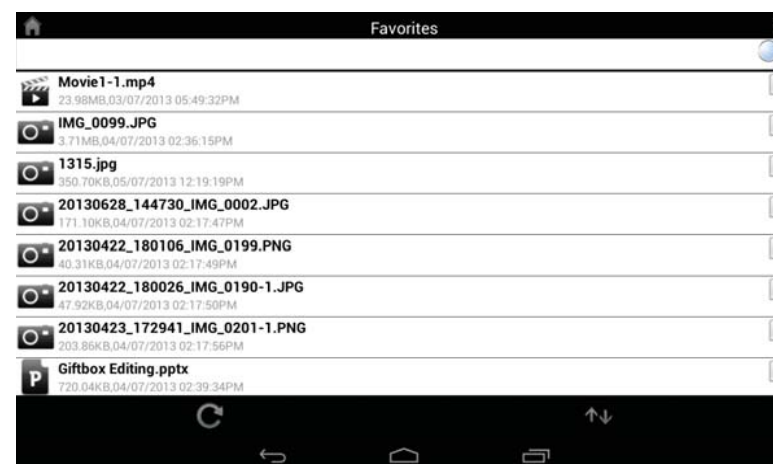 Favorites
Movie1-1.mp4
23.98MB,03/07/2013 05:49:32PM
IMG_0099.JPG
3.71MB,04/07/2013 02:36:15PM
1315.jpg
350.70KB,05/07/2013 12:19:19PM
20130628_144730_IMG_0002.JPG
171.10KB,04/07/2013 02:17:47PM
20130422_180106_IMG_0199.PNG
40.31KB,04/07/2013 02:17:49PM
20130422_180026_IMG_0190-1.JPG
47.92KB,04/07/2013 02:17:50PM
20130423_172941_IMG_0201-1.PNG
203.86KB,04/07/2013 02:17:56PM
P
Giftbox Editing.pptx
720.04KB,04/07/2013 02:39:34PM